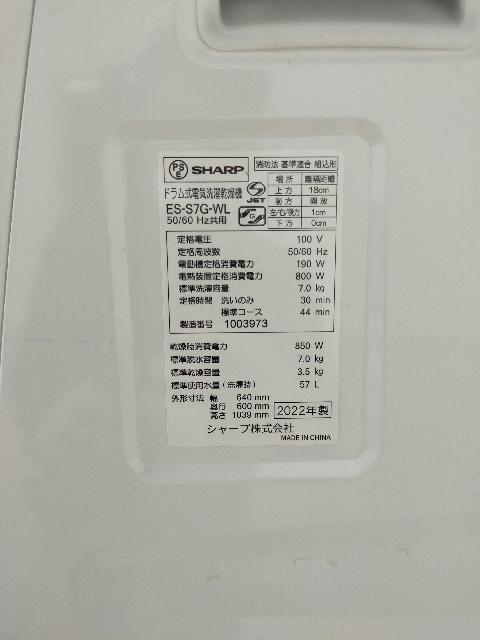 PSE SHARP 消防法 基準適合 組込形
ドラム式電気洗濯乾燥機 JET
ES-S7G-WL
50/60 Hz共用
場所 離隔距離
上方 18cm
前方 開放
左/右/後方 1cm
下方 0cm
定格電圧 100 V
定格周波数 50/60 Hz
電動機定格消費電力 190 W
電熱装置定格消費電力 800 W
標準洗濯容量 7.0 kg
定格時間 洗いのみ 30 min
標準コース 44 min
製造番号 1003973
乾燥時消費電力 850 W
標準脱水容量 7.0 kg
標準乾燥容量 3.5 kg
標準使用水量(洗濯時) 57 L
外形寸法 幅 640 mm
奥行 600 mm
高さ 1039 mm
2022年製
シャープ株式会社
MADE IN CHINA